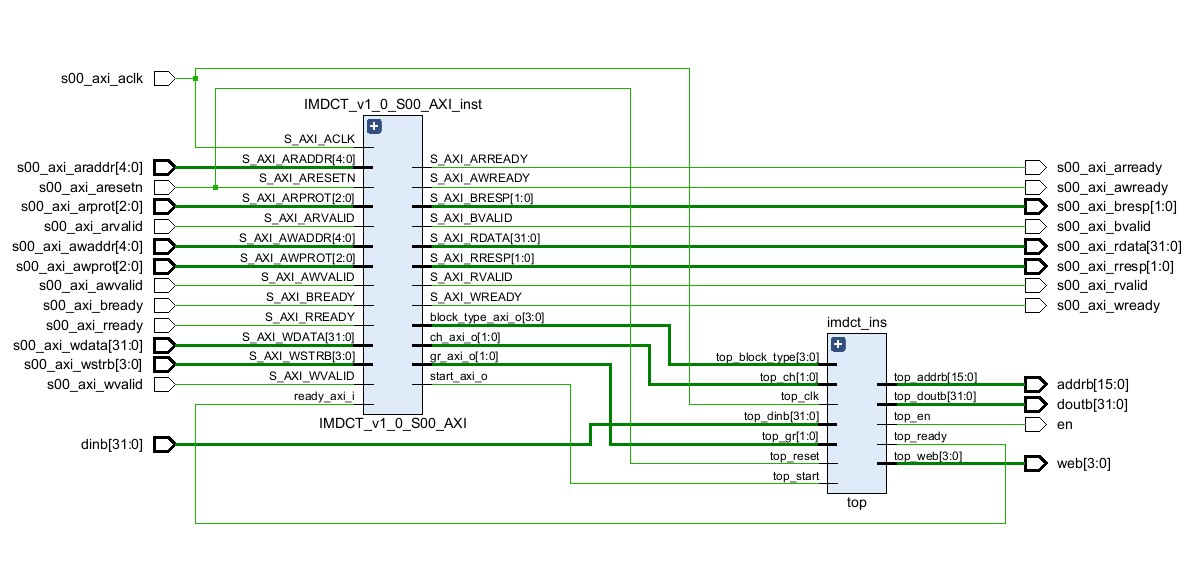 s00_axi_aclk
s00_axi_araddr[4:0]
s00_axi_aresetn
s00_axi_arprot[2:0]
s00_axi_arvalid
s00_axi_awaddr[4:0]
s00_axi_awprot[2:0]
s00_axi_awvalid
s00_axi_bready
s00_axi_rready
s00_axi_wdata[31:0]
s00_axi_wstrb[3:0]
s00_axi_wvalid
dinb[31:0]
IMDCT_v1_0_S00_AXI_inst
S_AXI_ACLK
S_AXI_ARADDR[4:0]
S_AXI_ARESETN
S_AXI_ARPROT[2:0]
S_AXI_ARVALID
S_AXI_AWADDR[4:0]
S_AXI_AWPROT[2:0]
S_AXI_AWVALID
S_AXI_BREADY
S_AXI_RREADY
S_AXI_WDATA[31:0]
S_AXI_WSTRB[3:0]
S_AXI_WVALID
ready_axi_i
S_AXI_ARREADY
S_AXI_AWREADY
S_AXI_BRESP[1:0]
S_AXI_BVALID
S_AXI_RDATA[31:0]
S_AXI_RRESP[1:0]
S_AXI_RVALID
S_AXI_WREADY
block_type_axi_o[3:0]
ch_axi_o[1:0]
gr_axi_o[1:0]
start_axi_o
IMDCT_v1_0_S00_AXI
imdct_ins
top_block_type[3:0]
top_ch[1:0]
top_clk
top_dinb[31:0]
top_gr[1:0]
top_reset
top_start
top_addrb[15:0]
top_doutb[31:0]
top_en
top_ready
top_web[3:0]
top
s00_axi_arready
s00_axi_awready
s00_axi_bresp[1:0]
s00_axi_bvalid
s00_axi_rdata[31:0]
s00_axi_rresp[1:0]
s00_axi_rvalid
s00_axi_wready
addrb[15:0]
doutb[31:0]
en
web[3:0]